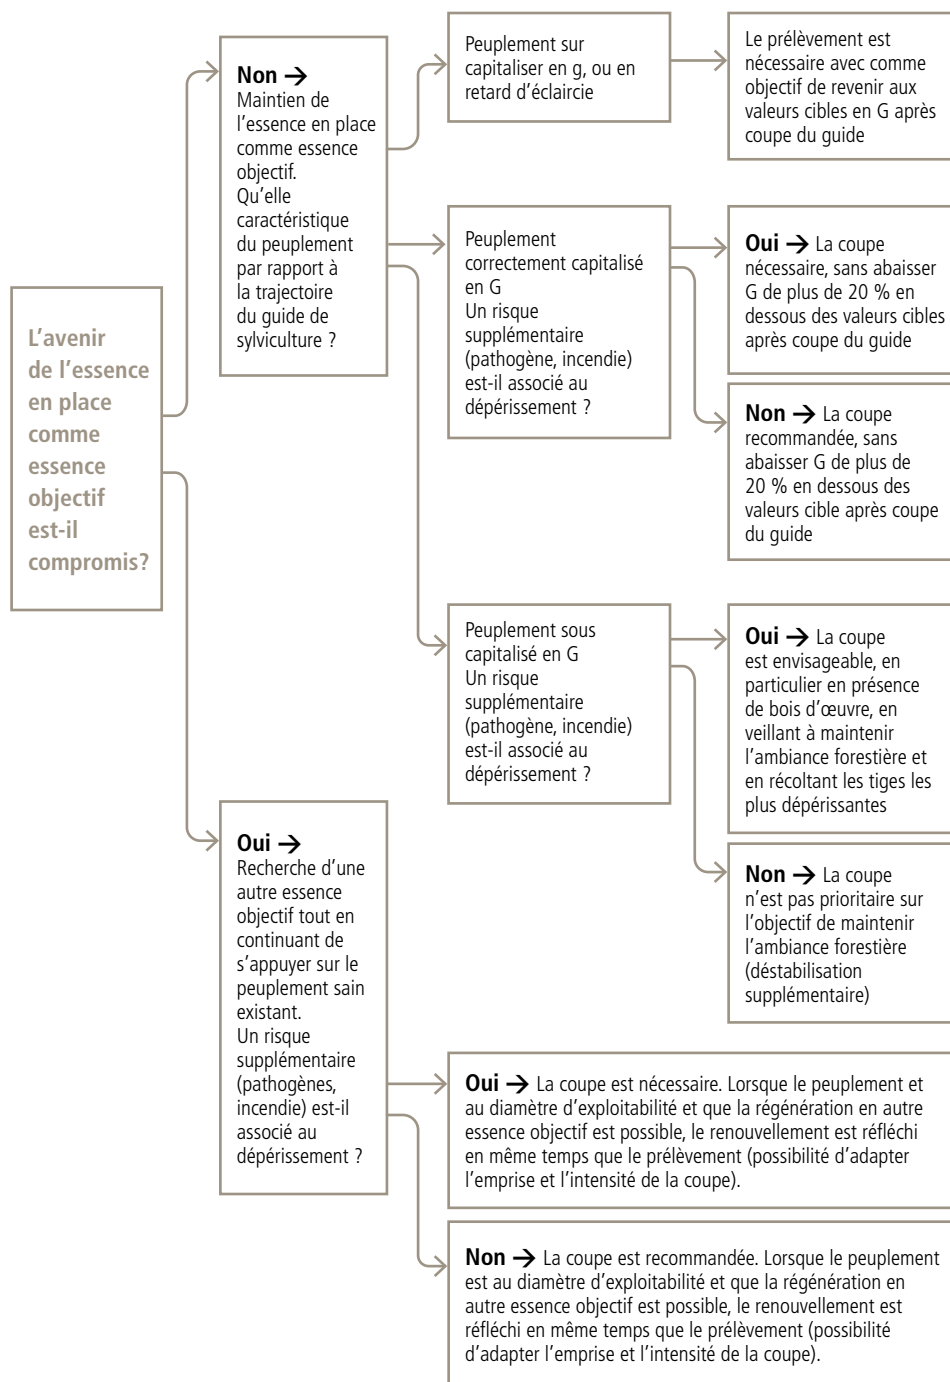 L'avenir
de l'essence
en place
comme
essence
objectif
est-il
compromis?
Non →
Maintien de
l'essence en place
comme essence
objectif.
Qu'elle
caractéristique
du peuplement
par rapport à
la trajectoire
du guide de
sylviculture ?
Peuplement sur
capitaliser en g, ou en
retard d'éclaircie
Le prélèvement est
nécessaire avec comme
objectif de revenir aux
valeurs cibles en G après
coupe du guide
Peuplement
correctement capitalisé
en G
Un risque
supplémentaire
(pathogène, incendie)
est-il associé au
dépérissement ?
Oui → La coupe
nécessaire, sans abaisser
G de plus de 20 % en
dessous des valeurs cibles
après coupe du guide
Non → La coupe
recommandée, sans
abaisser G de plus de
20 % en dessous des
valeurs cible après coupe
du guide
Peuplement sous
capitalisé en G
Un risque
supplémentaire
(pathogène, incendie)
est-il associé au
dépérissement ?
Oui → La coupe
est envisageable, en
particulier en présence
de bois d'œuvre, en
veillant à maintenir
l'ambiance forestière et
en récoltant les tiges les
plus dépérissantes
Non → La coupe
n'est pas prioritaire sur
l'objectif de maintenir
l'ambiance forestière
(déstabilisation
supplémentaire)
Oui →
Recherche d'une
autre essence
objectif tout en
continuant de
s'appuyer sur le
peuplement sain
existant.
Un risque
supplémentaire
(pathogènes,
incendie) est-il
associé au
dépérissement ?
Oui → La coupe est nécessaire. Lorsque le peuplement et
au diamètre d'exploitabilité et que la régénération en autre
essence objectif est possible, le renouvellement est réfléchi
en même temps que le prélèvement (possibilité d'adapter
l'emprise et l'intensité de la coupe).
Non → La coupe est recommandée. Lorsque le peuplement
est au diamètre d'exploitabilité et que la régénération en
autre essence objectif est possible, le renouvellement est
réfléchi en même temps que le prélèvement (possibilité
d'adapter l'emprise et l'intensité de la coupe).